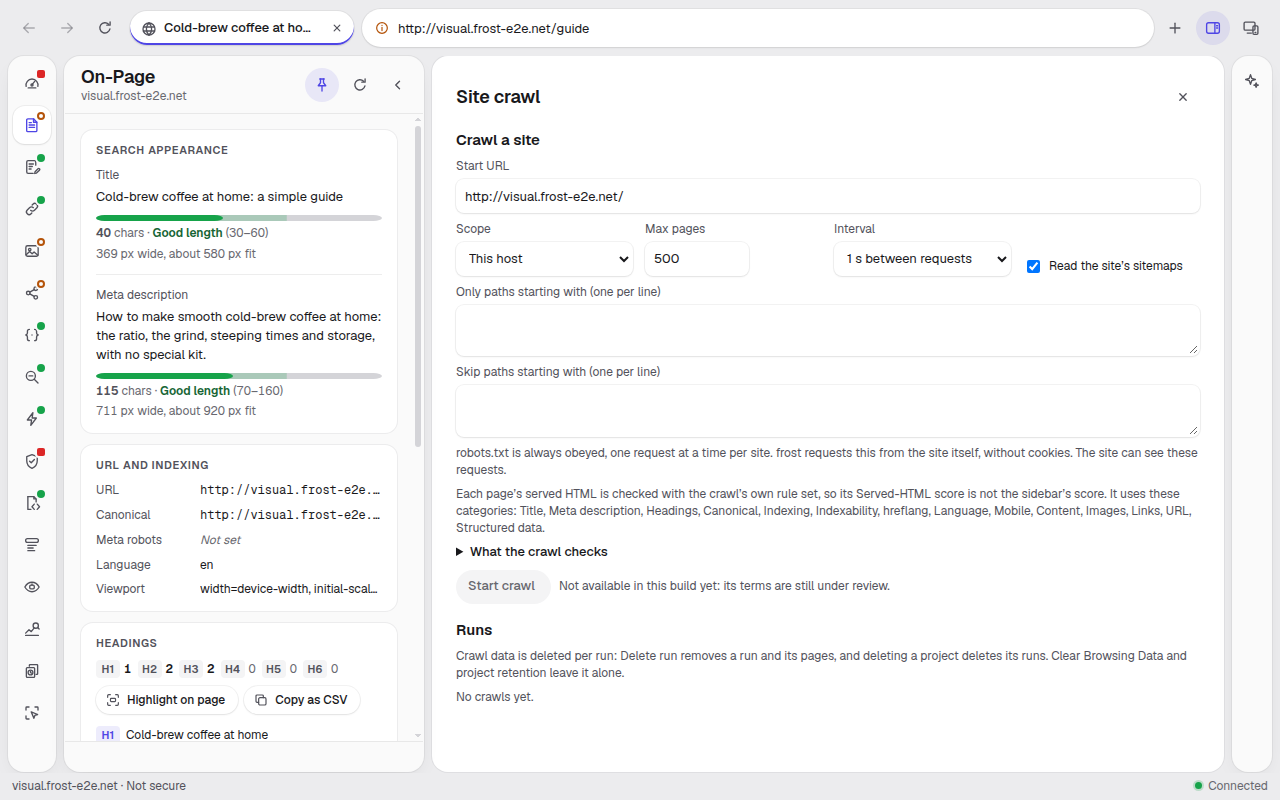 Cold-brew coffee at ho...
http://visual.frost-e2e.net/guide
On-Page
visual.frost-e2e.net
SEARCH APPEARANCE
Title
Cold-brew coffee at home: a simple guide
40 chars · Good length (30–60)
369 px wide, about 580 px fit
Meta description
How to make smooth cold-brew coffee at home:
the ratio, the grind, steeping times and storage,
with no special kit.
115 chars · Good length (70–160)
711 px wide, about 920 px fit
URL AND INDEXING
URL http://visual.frost-e2e.…
Canonical http://visual.frost-e2e.…
Meta robots Not set
Language en
Viewport width=device-width, initial-scal…
HEADINGS
H1 1 H2 2 H3 2 H4 0 H5 0 H6 0
Highlight on page Copy as CSV
H1 Cold-brew coffee at home
Site crawl
Crawl a site
Start URL
http://visual.frost-e2e.net/
Scope Max pages Interval
This host 500 1 s between requests Read the site's sitemaps
Only paths starting with (one per line)
Skip paths starting with (one per line)
robots.txt is always obeyed, one request at a time per site. frost requests this from the site itself, without cookies. The site can see these
requests.
Each page's served HTML is checked with the crawl's own rule set, so its Served-HTML score is not the sidebar's score. It uses these
categories: Title, Meta description, Headings, Canonical, Indexing, Indexability, hreflang, Language, Mobile, Content, Images, Links, URL,
Structured data.
What the crawl checks
Start crawl Not available in this build yet: its terms are still under review.
Runs
Crawl data is deleted per run: Delete run removes a run and its pages, and deleting a project deletes its runs. Clear Browsing Data and
project retention leave it alone.
No crawls yet.
visual.frost-e2e.net · Not secure
Connected